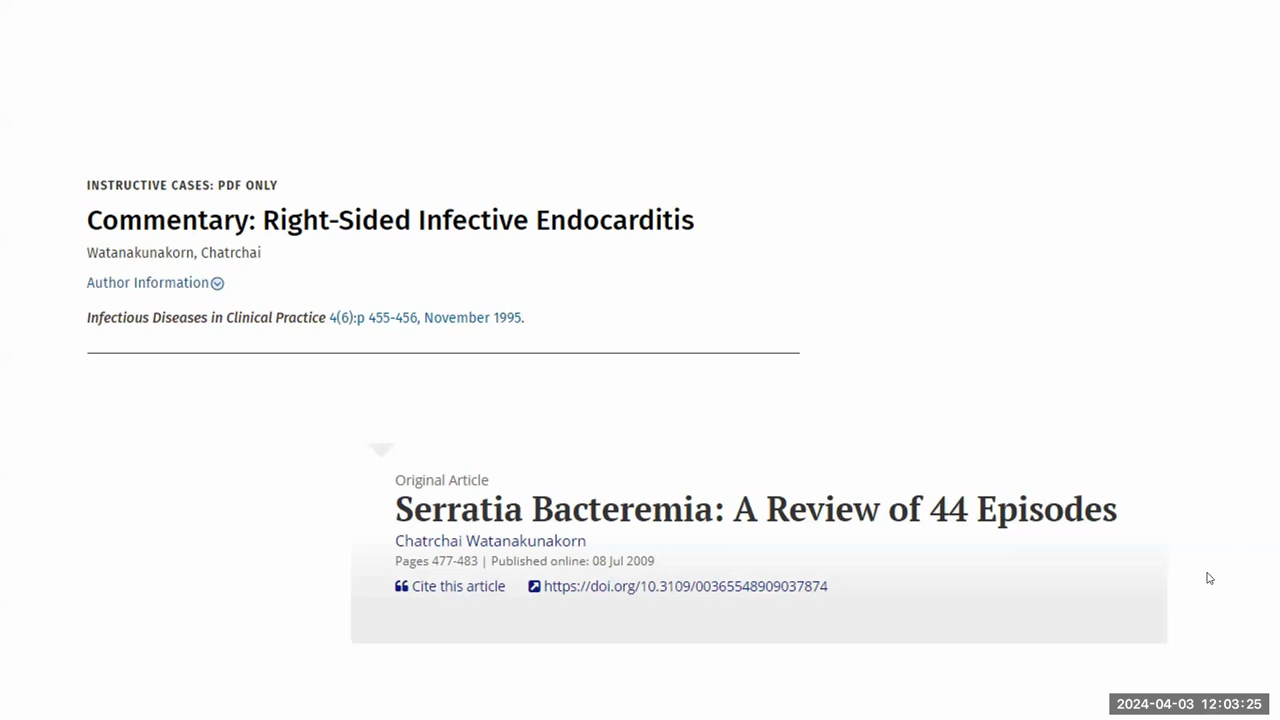 INSTRUCTIVE CASES: PDF ONLY
Commentary: Right-Sided Infective Endocarditis
Watanakunakorn, Chatrchai
Author Information
Infectious Diseases in Clinical Practice 4(6):p 455-456, November 1995.
Original Article
Serratia Bacteremia: A Review of 44 Episodes
Chatrchai Watanakunakorn
Pages 477-483 | Published online: 08 Jul 2009
Cite this article https://doi.org/10.3109/00365548909037874
2024-04-03 12:03:25